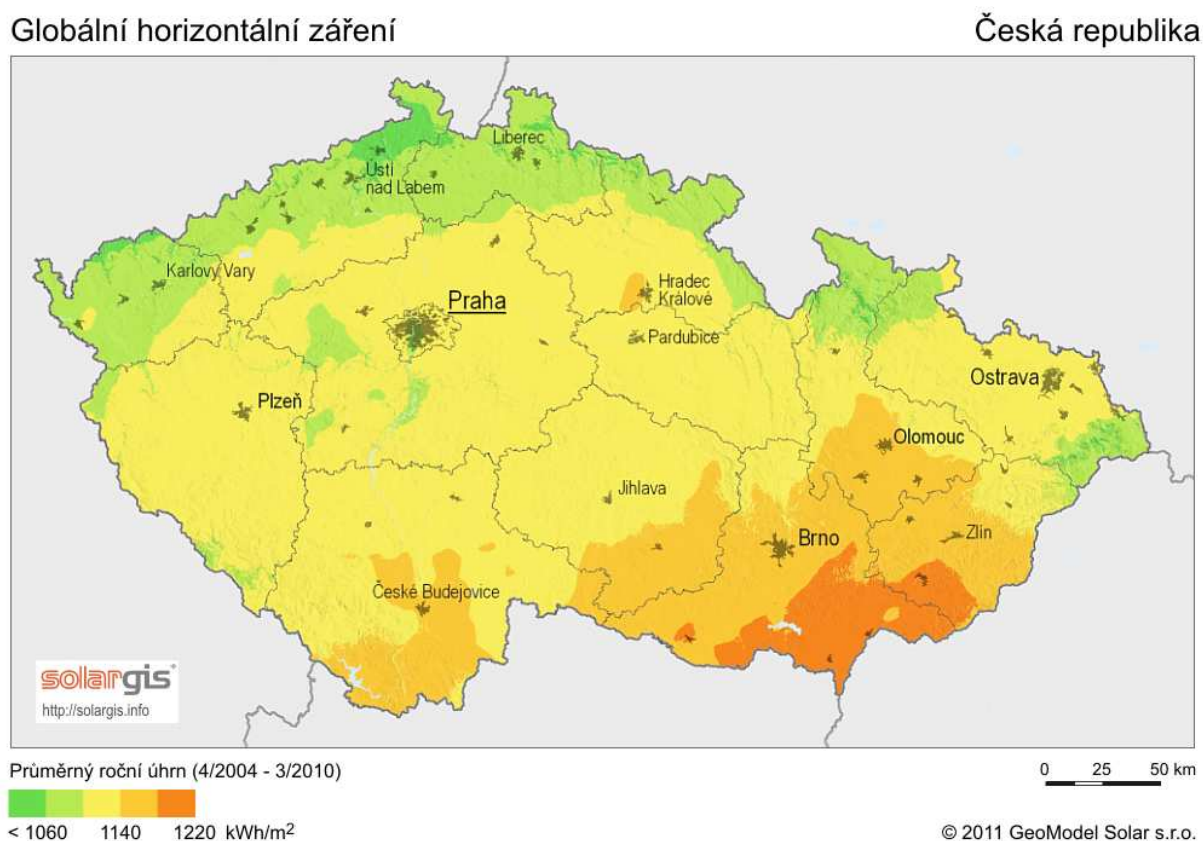 Globální horizontální záření
Česká republika
Liberec
Ústí
nad Labem
Karlovy Vary
Praha
Hradec
Králové
Pardubice
Plzeň
Ostrava
Olomouc
Jihlava
Brno
Zlín
České Budejovice
solargis
http://solargis.info
Průměrný roční úhrn (4/2004 - 3/2010)
0 25 50 km
< 1060 1140 1220 kWh/m²
© 2011 GeoModel Solar s.r.o.